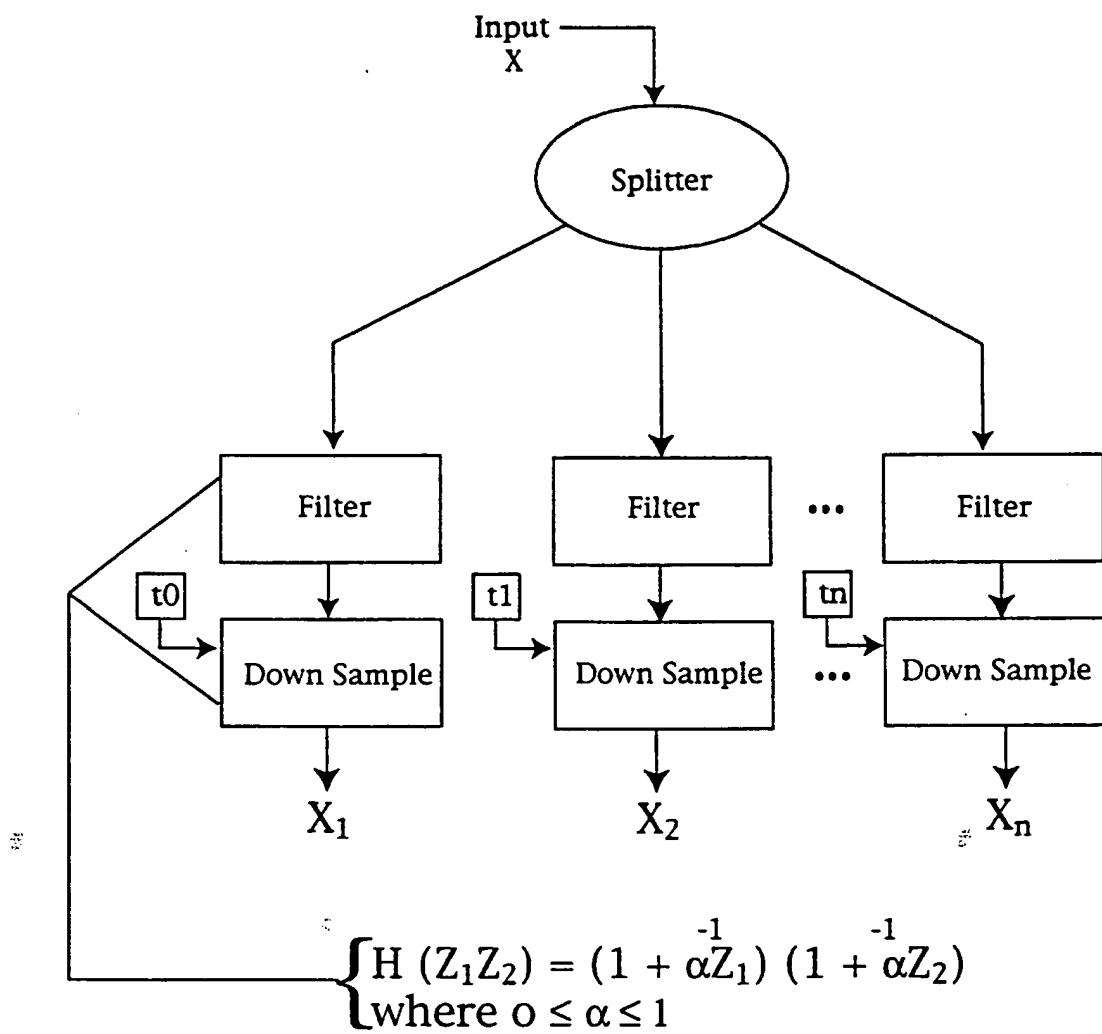 Input
X
Splitter
Filter
Filter
...
Filter
t0
t1
tn
Down Sample
Down Sample
...
Down Sample
X₁
X₂
Xₙ
H (Z₁Z₂) = (1 + αZ₁⁻¹) (1 + αZ₂⁻¹)
where o ≤ α ≤ 1